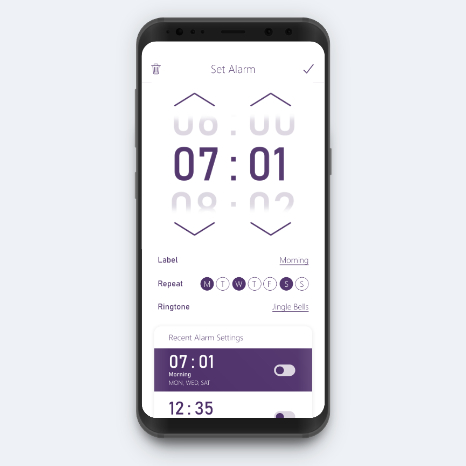 Set Alarm
06 : 00
07 : 01
08 : 02
Label Morning
Repeat M T W T F S S
Ringtone Jingle Bells
Recent Alarm Settings
07 : 01
Morning
MON, WED, SAT
12 : 35